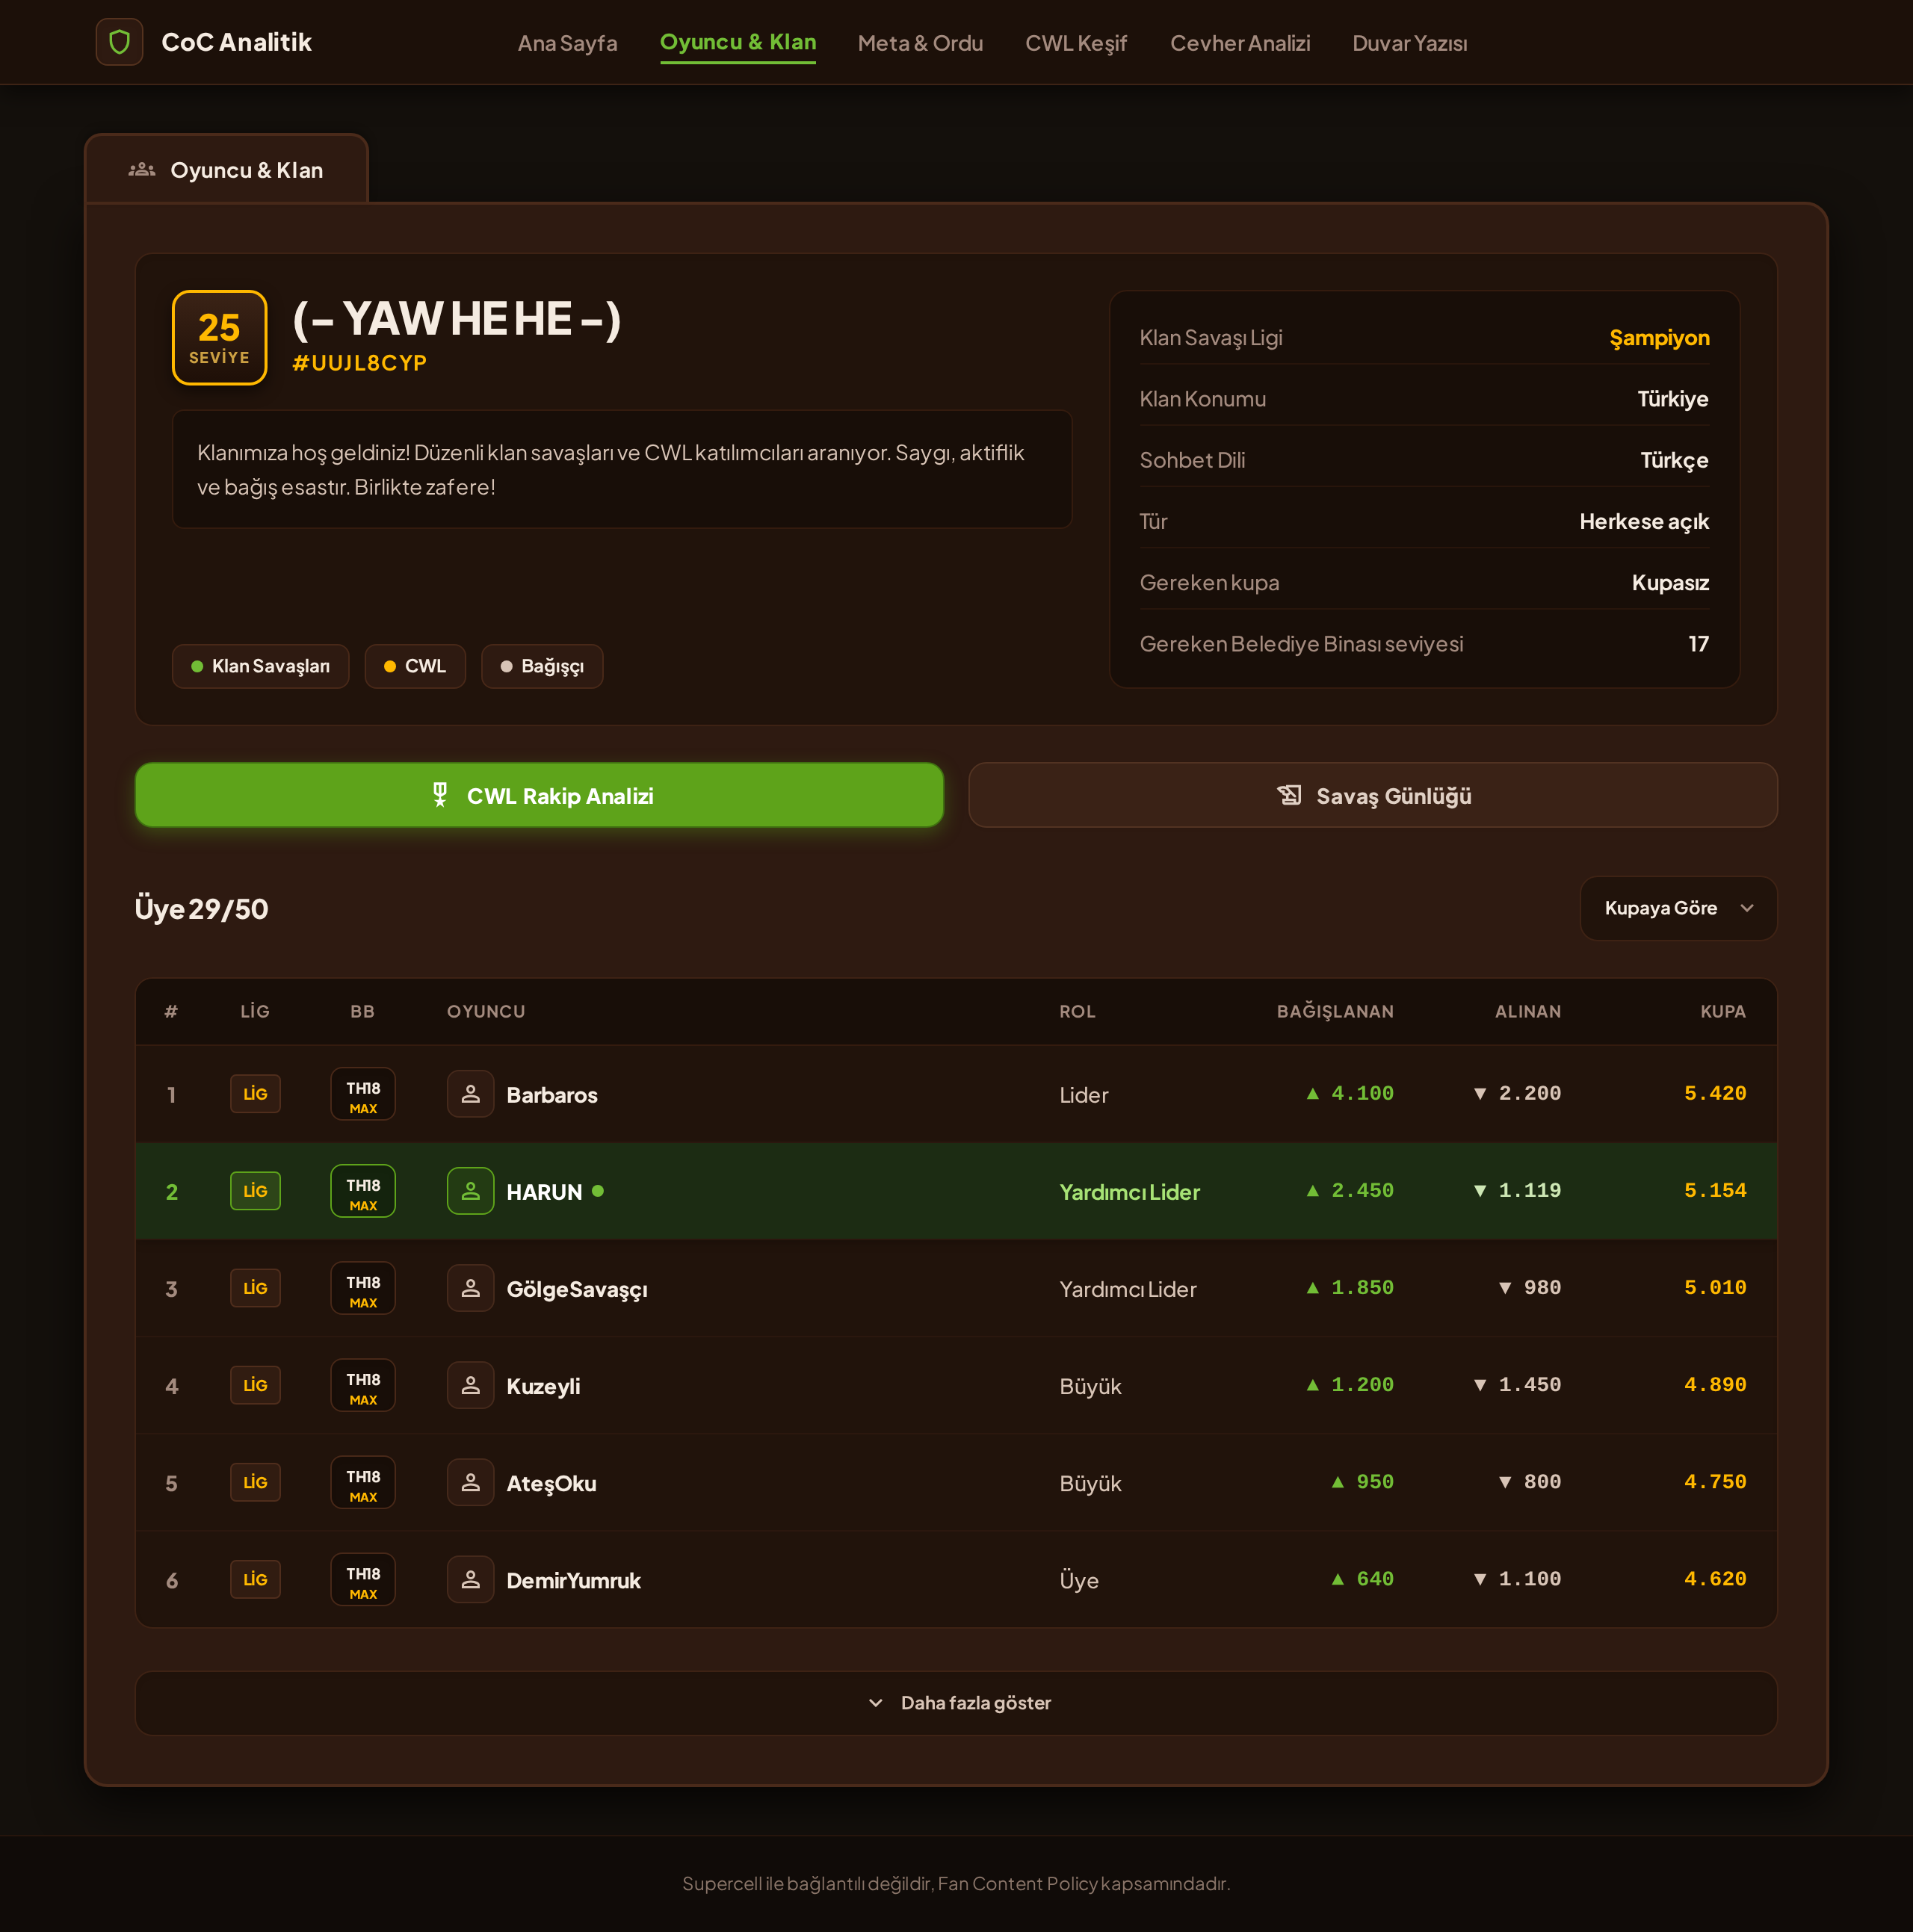 CoC Analitik
Ana Sayfa
Oyuncu & Klan
Meta & Ordu
CWL Keşif
Cevher Analizi
Duvar Yazısı
Oyuncu & Klan
25
SEVİYE
(– YAW HE HE –)
#UUJL8CYP
Klanımıza hoş geldiniz! Düzenli klan savaşları ve CWL katılımcıları aranıyor. Saygı, aktiflik
ve bağış esastır. Birlikte zafere!
Klan Savaşları
CWL
Bağışçı
Klan Savaşı Ligi Şampiyon
Klan Konumu Türkiye
Sohbet Dili Türkçe
Tür Herkese açık
Gereken kupa Kupasız
Gereken Belediye Binası seviyesi 17
CWL Rakip Analizi
Savaş Günlüğü
Üye 29/50
Kupaya Göre
# LİG BB OYUNCU ROL BAĞIŞLANAN ALINAN KUPA
1 LİG TH18 MAX Barbaros Lider ▲ 4.100 ▼ 2.200 5.420
2 LİG TH18 MAX HARUN Yardımcı Lider ▲ 2.450 ▼ 1.119 5.154
3 LİG TH18 MAX GölgeSavaşçı Yardımcı Lider ▲ 1.850 ▼ 980 5.010
4 LİG TH18 MAX Kuzeyli Büyük ▲ 1.200 ▼ 1.450 4.890
5 LİG TH18 MAX AteşOku Büyük ▲ 950 ▼ 800 4.750
6 LİG TH18 MAX DemirYumruk Üye ▲ 640 ▼ 1.100 4.620
Daha fazla göster
Supercell ile bağlantılı değildir, Fan Content Policy kapsamındadır.